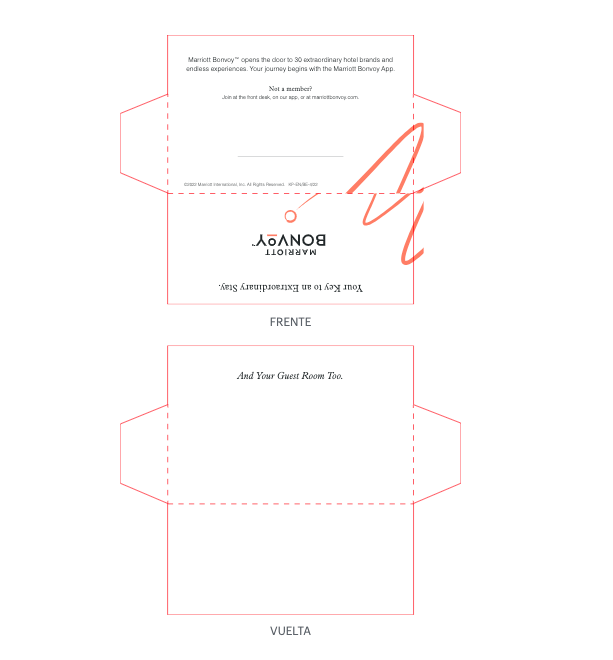 Marriott Bonvoy™ opens the door to 30 extraordinary hotel brands and
endless experiences. Your journey begins with the Marriott Bonvoy App.
Not a member?
Join at the front desk, on our app, or at marriottbonvoy.com.
©2022 Marriott International, Inc. All Rights Reserved.
BONVOY™
MARRIOTT
Your Key to an Extraordinary Stay.
FRENTE
And Your Guest Room Too.
VUELTA